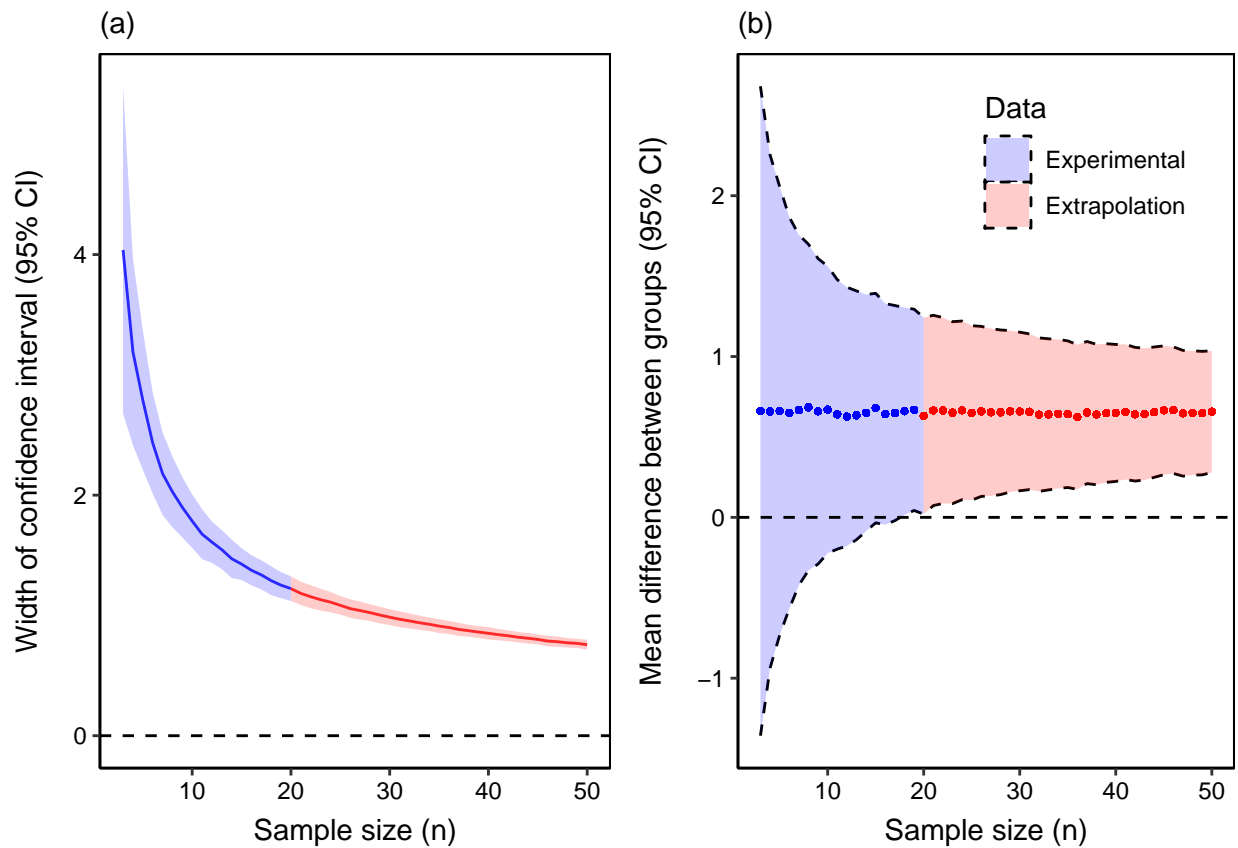 (a)
Width of confidence interval (95% CI)
4
2
0
10 20 30 40 50
Sample size (n)
(b)
Mean difference between groups (95% CI)
2
1
0
−1
10 20 30 40 50
Sample size (n)
Data
Experimental
Extrapolation